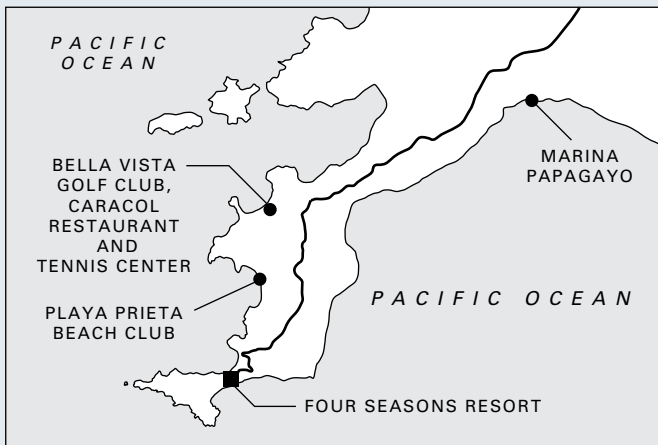 PACIFIC
OCEAN
BELLA VISTA
GOLF CLUB,
CARACOL
RESTAURANT
AND
TENNIS CENTER
MARINA
PAPAGAYO
PLAYA PRIETA
BEACH CLUB
PACIFIC OCEAN
FOUR SEASONS RESORT